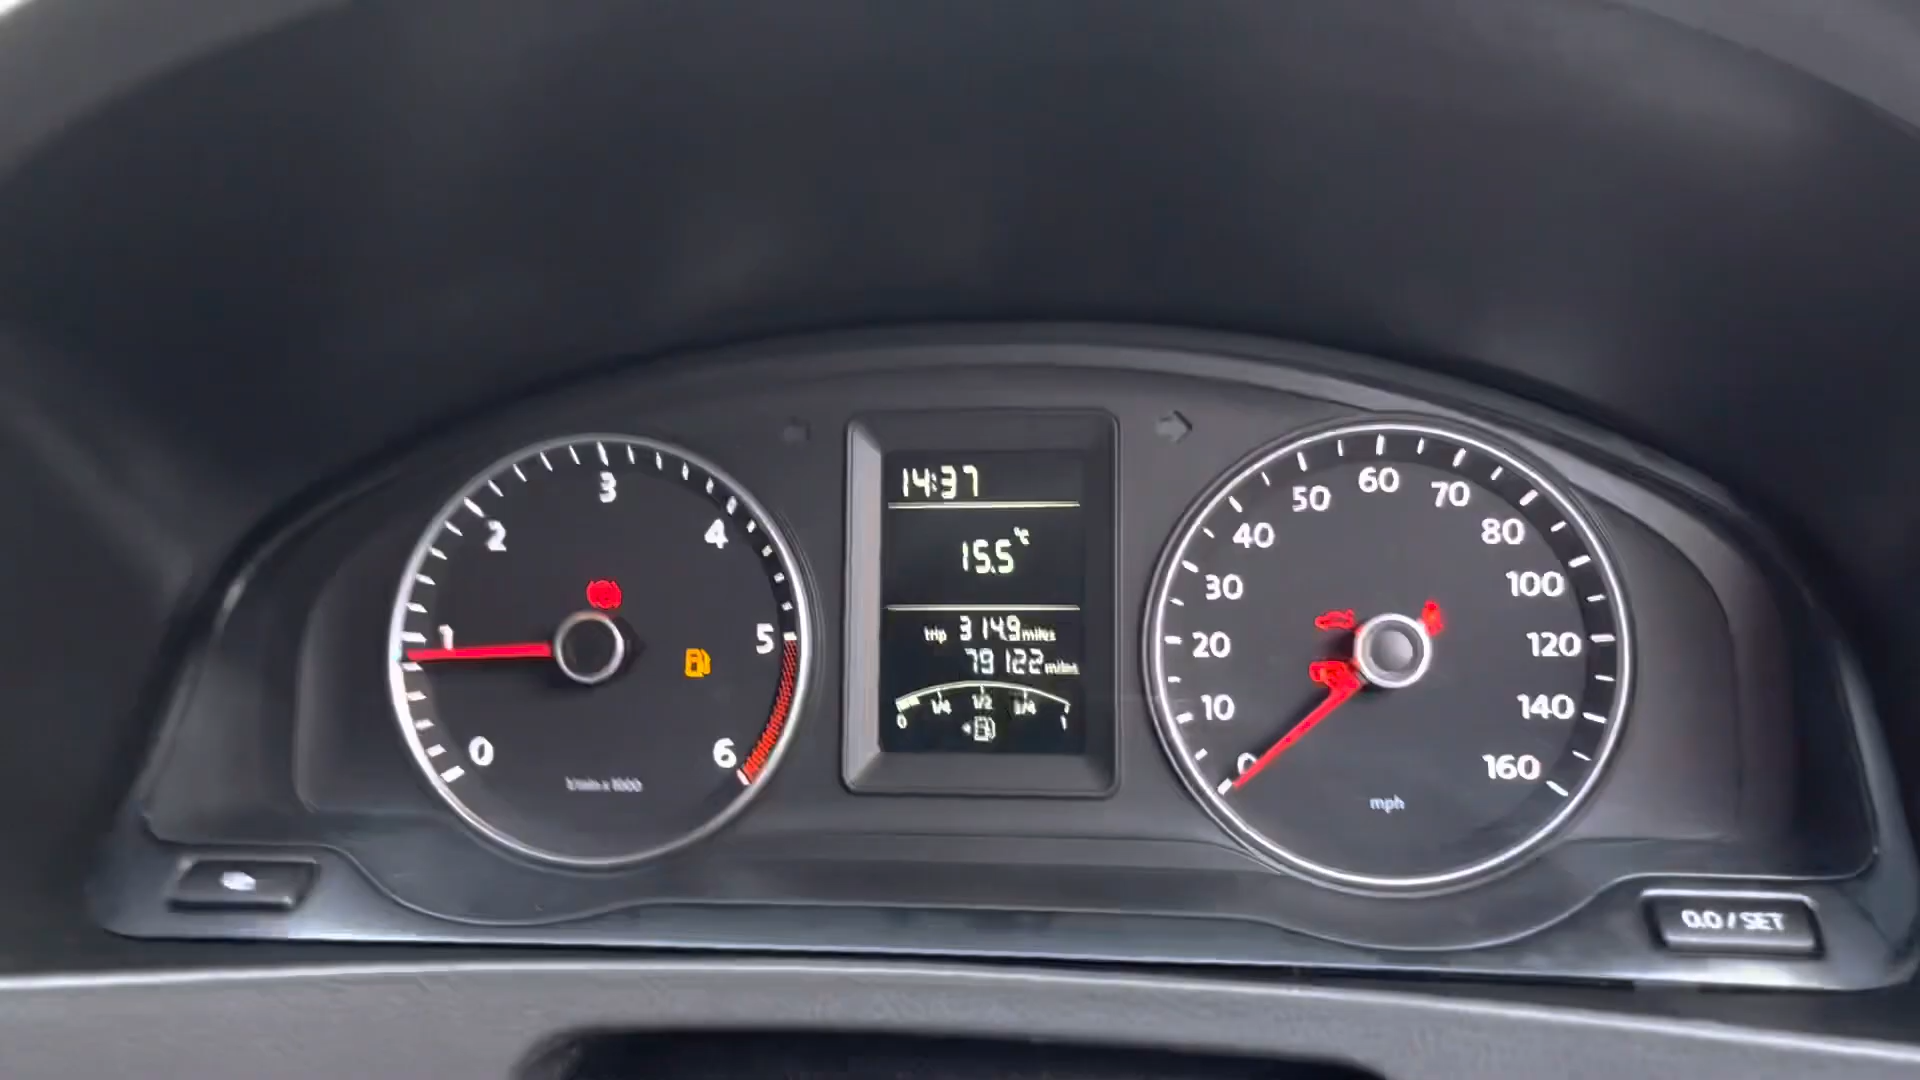 14:37
15.5 °C
trip 314.9 miles
79122 miles
0 1/4 1/2 3/4 1
0 1 2 3 4 5 6
1/min x 1000
0 10 20 30 40 50 60 70 80 100 120 140 160
mph
0.0 / SET